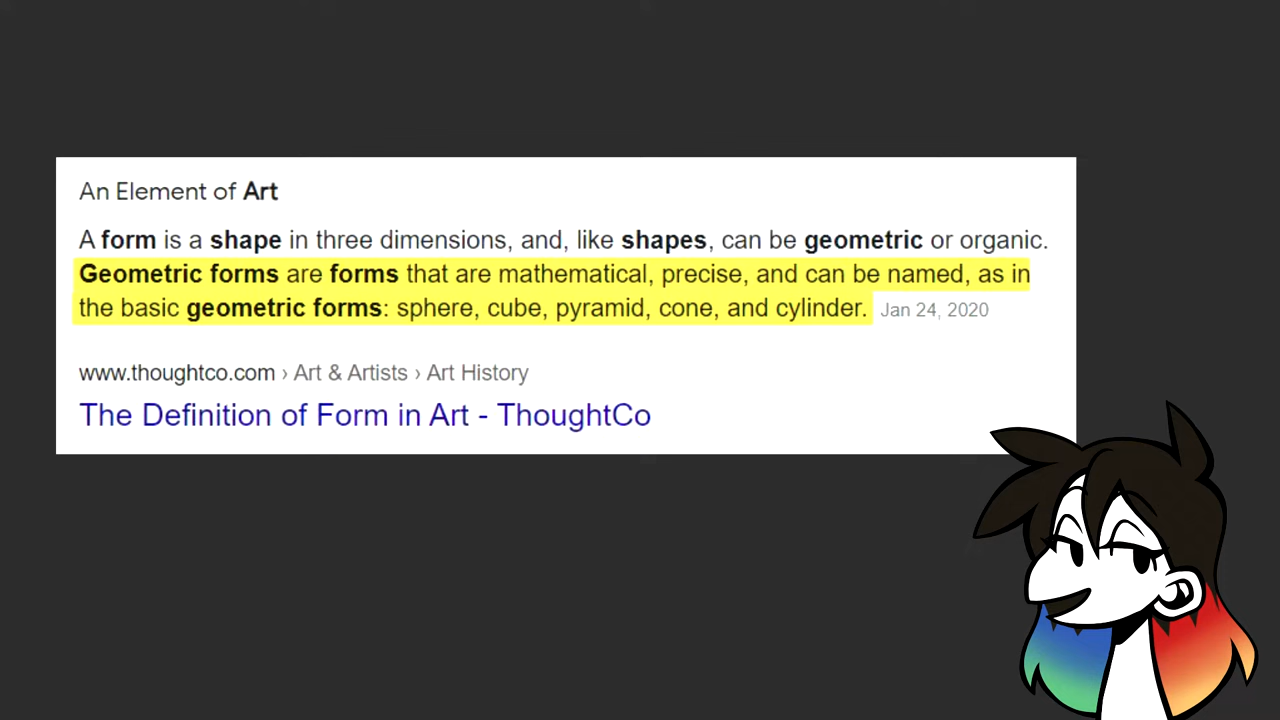 An Element of Art
A form is a shape in three dimensions, and, like shapes, can be geometric or organic.
Geometric forms are forms that are mathematical, precise, and can be named, as in
the basic geometric forms: sphere, cube, pyramid, cone, and cylinder. Jan 24, 2020
www.thoughtco.com › Art & Artists › Art History
The Definition of Form in Art - ThoughtCo